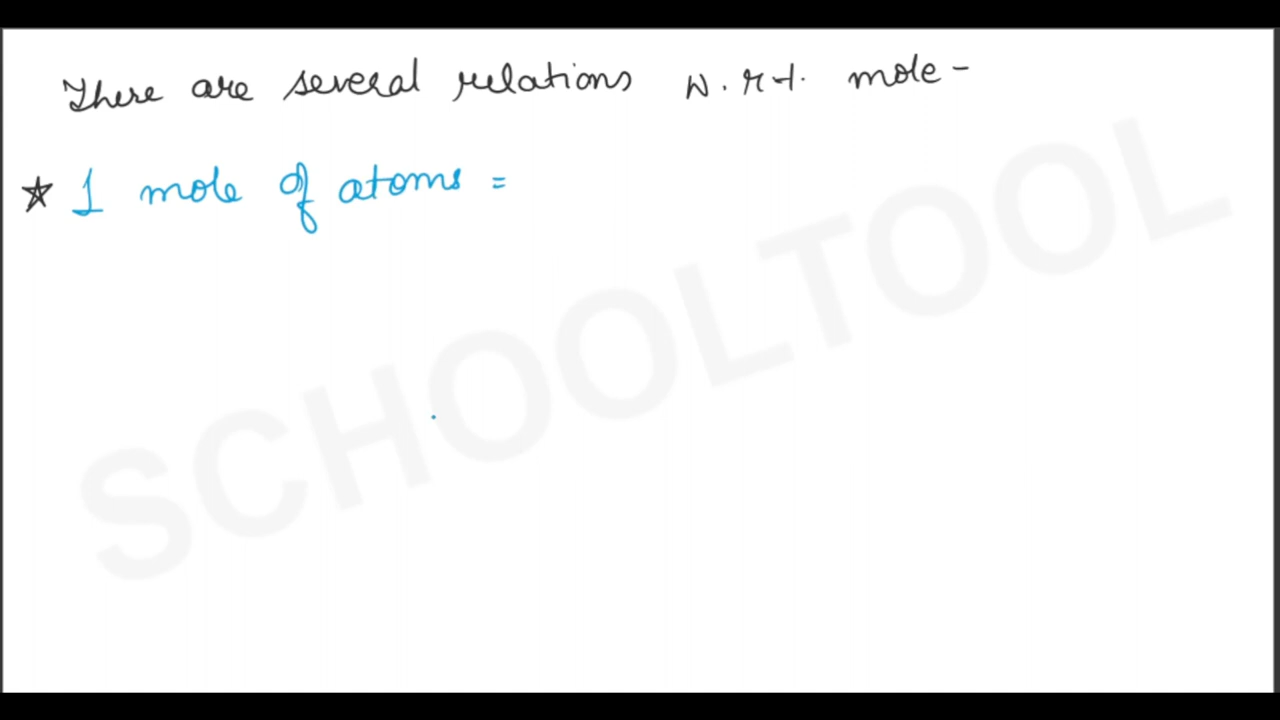 There are several relations w.r.t. mole -
☆ 1 mole of atoms =
SCHOOLTOOL